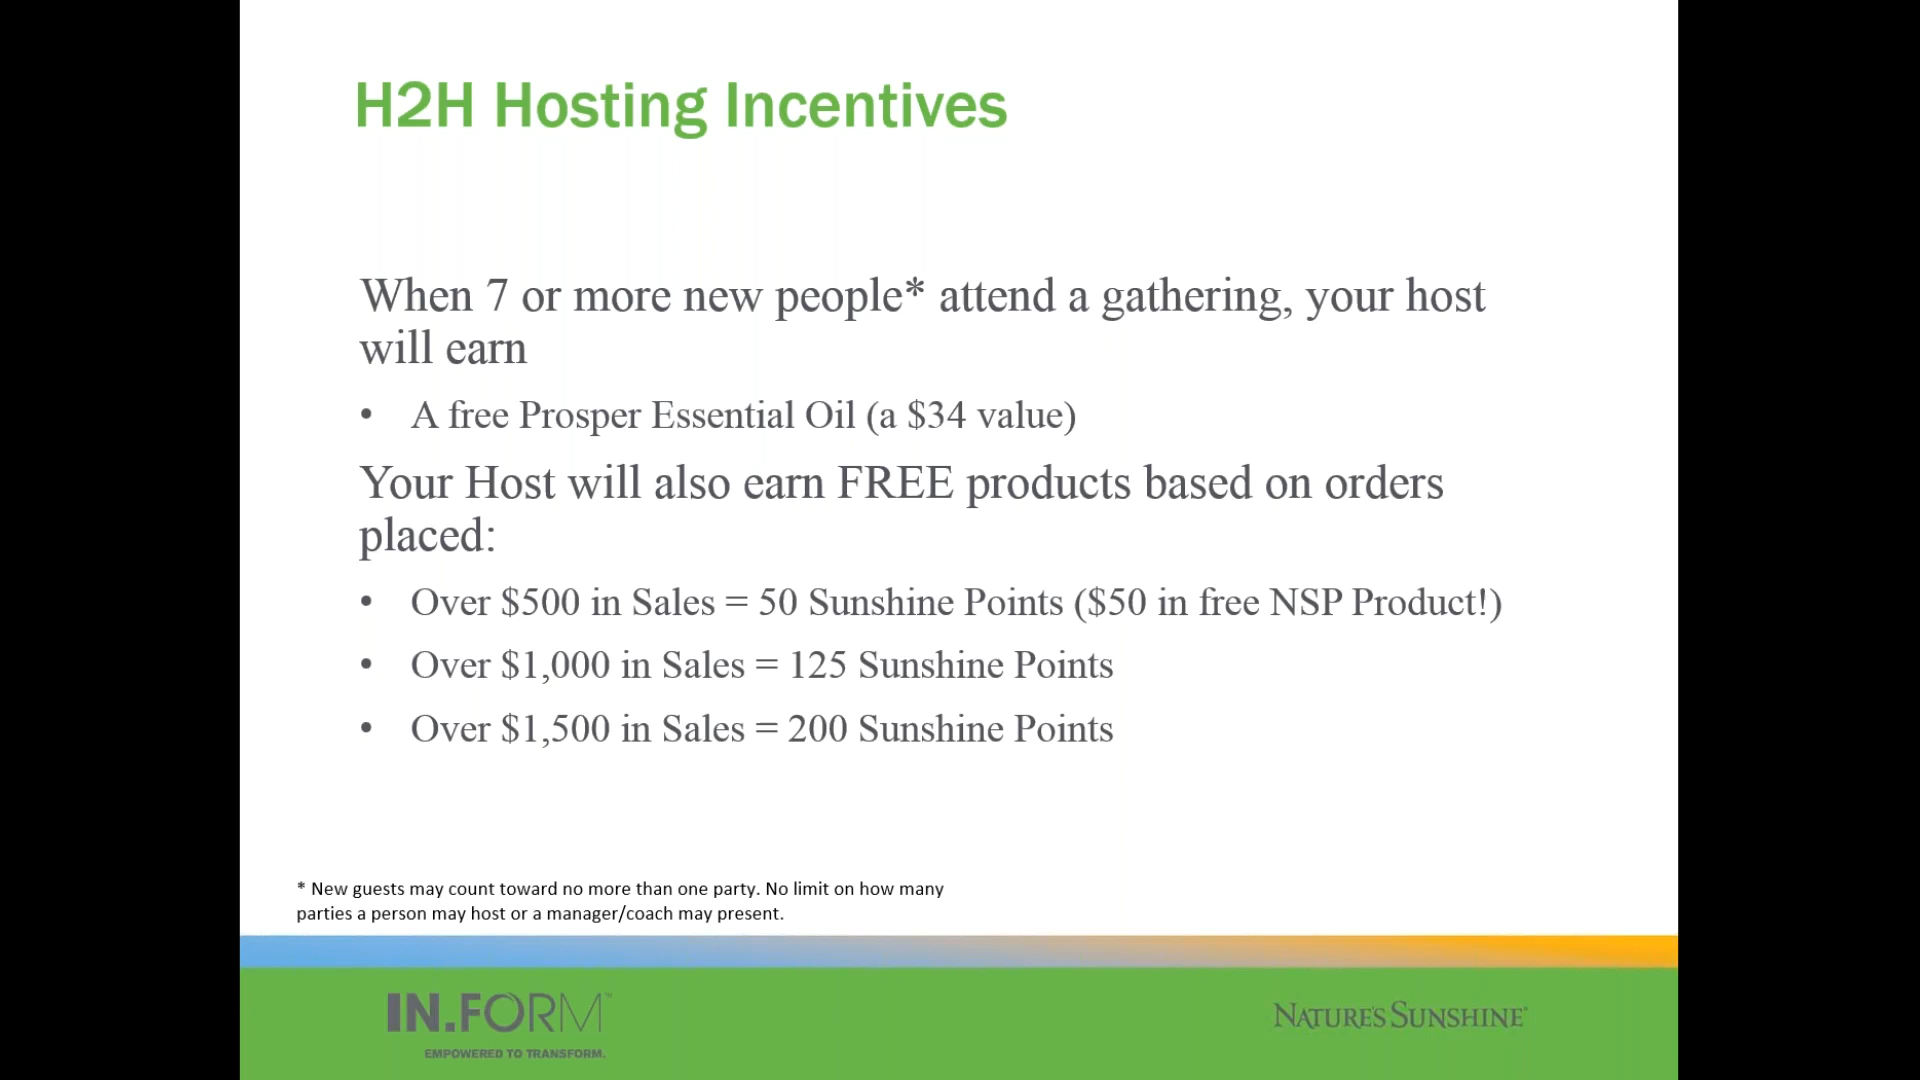 H2H Hosting Incentives
When 7 or more new people* attend a gathering, your host
will earn
• A free Prosper Essential Oil (a $34 value)
Your Host will also earn FREE products based on orders
placed:
• Over $500 in Sales = 50 Sunshine Points ($50 in free NSP Product!)
• Over $1,000 in Sales = 125 Sunshine Points
• Over $1,500 in Sales = 200 Sunshine Points
* New guests may count toward no more than one party. No limit on how many
parties a person may host or a manager/coach may present.
IN.FORM™
EMPOWERED TO TRANSFORM.
NATURE'S SUNSHINE®